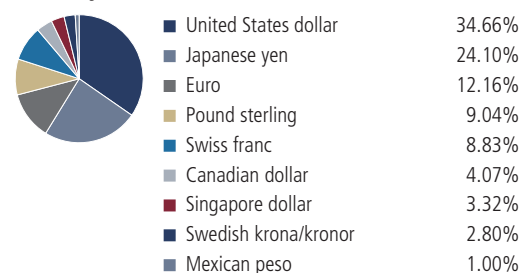 United States dollar 34.66%
Japanese yen 24.10%
Euro 12.16%
Pound sterling 9.04%
Swiss franc 8.83%
Canadian dollar 4.07%
Singapore dollar 3.32%
Swedish krona/kronor 2.80%
Mexican peso 1.00%